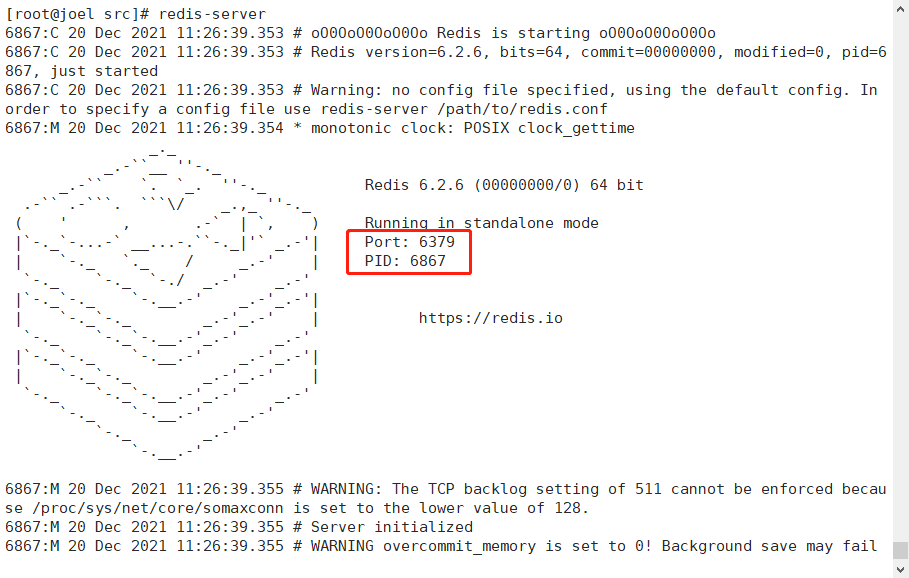 [root@joel src]# redis-server
6867:C 20 Dec 2021 11:26:39.353 # oO0OoO0OoO0Oo Redis is starting oO0OoO0OoO0Oo
6867:C 20 Dec 2021 11:26:39.353 # Redis version=6.2.6, bits=64, commit=00000000, modified=0, pid=6
867, just started
6867:C 20 Dec 2021 11:26:39.353 # Warning: no config file specified, using the default config. In
order to specify a config file use redis-server /path/to/redis.conf
6867:M 20 Dec 2021 11:26:39.354 * monotonic clock: POSIX clock_gettime
Redis 6.2.6 (00000000/0) 64 bit
Running in standalone mode
Port: 6379
PID: 6867
https://redis.io
6867:M 20 Dec 2021 11:26:39.355 # WARNING: The TCP backlog setting of 511 cannot be enforced becau
se /proc/sys/net/core/somaxconn is set to the lower value of 128.
6867:M 20 Dec 2021 11:26:39.355 # Server initialized
6867:M 20 Dec 2021 11:26:39.355 # WARNING overcommit_memory is set to 0! Background save may fail